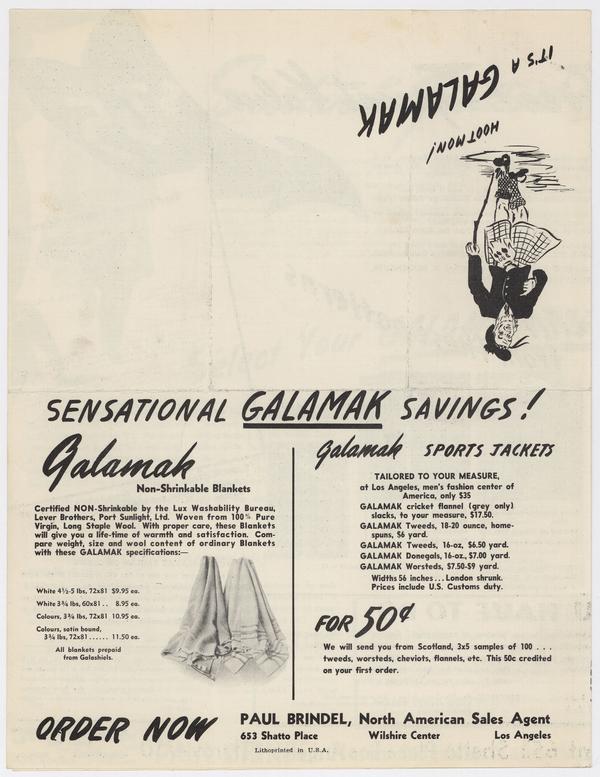 IT'S A
GALAMAK
HOOT MON!
SENSATIONAL GALAMAK SAVINGS!
Galamak
Non-Shrinkable Blankets
Certified NON-Shrinkable by the Lux Washability Bureau,
Lever Brothers, Port Sunlight, Ltd. Woven from 100% Pure
Virgin, Long Staple Wool. With proper care, these Blankets
will give you a life-time of warmth and satisfaction. Com-
pare weight, size and wool content of ordinary Blankets
with these GALAMAK specifications:—
White 4½-5 lbs, 72x81 $9.95 ea.
White 3¾ lbs, 60x81 . . 8.95 ea.
Colours, 3¾ lbs, 72x81 10.95 ea.
Colours, satin bound,
3¾ lbs, 72x81 . . . . . . 11.50 ea.
All blankets prepaid
from Galashiels.
Galamak SPORTS JACKETS
TAILORED TO YOUR MEASURE,
at Los Angeles, men's fashion center of
America, only $35
GALAMAK cricket flannel (grey only)
slacks, to your measure, $17.50.
GALAMAK Tweeds, 18-20 ounce, home-
spuns, $6 yard.
GALAMAK Tweeds, 16-oz, $6.50 yard.
GALAMAK Donegals, 16-oz., $7.00 yard.
GALAMAK Worsteds, $7.50-$9 yard.
Widths 56 inches . . . London shrunk.
Prices include U.S. Customs duty.
FOR 50¢
We will send you from Scotland, 3x5 samples of 100 . . .
tweeds, worsteds, cheviots, flannels, etc. This 50c credited
on your first order.
ORDER NOW
PAUL BRINDEL, North American Sales Agent
653 Shatto Place Wilshire Center Los Angeles
Lithoprinted in U.S.A.